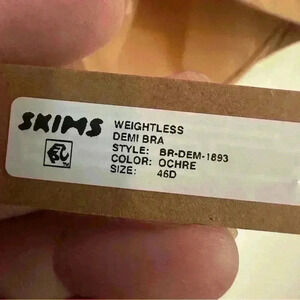 SKIMS
WEIGHTLESS
DEMI BRA
STYLE: BR-DEM-1893
COLOR: OCHRE
SIZE: 46D